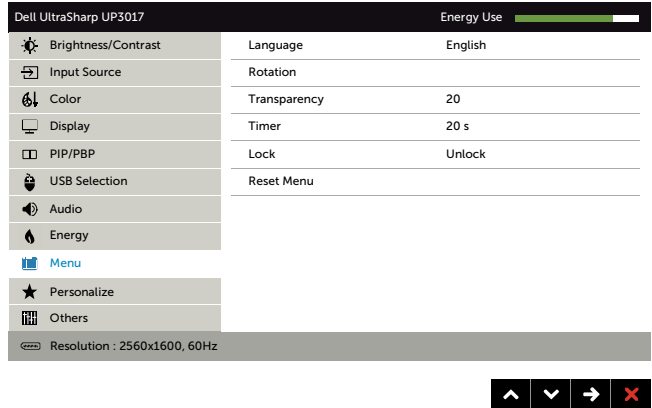 Dell UltraSharp UP3017 Energy Use
Brightness/Contrast Language English
Input Source Rotation
Color Transparency 20
Display Timer 20 s
PIP/PBP Lock Unlock
USB Selection Reset Menu
Audio
Energy
Menu
Personalize
Others
Resolution : 2560x1600, 60Hz